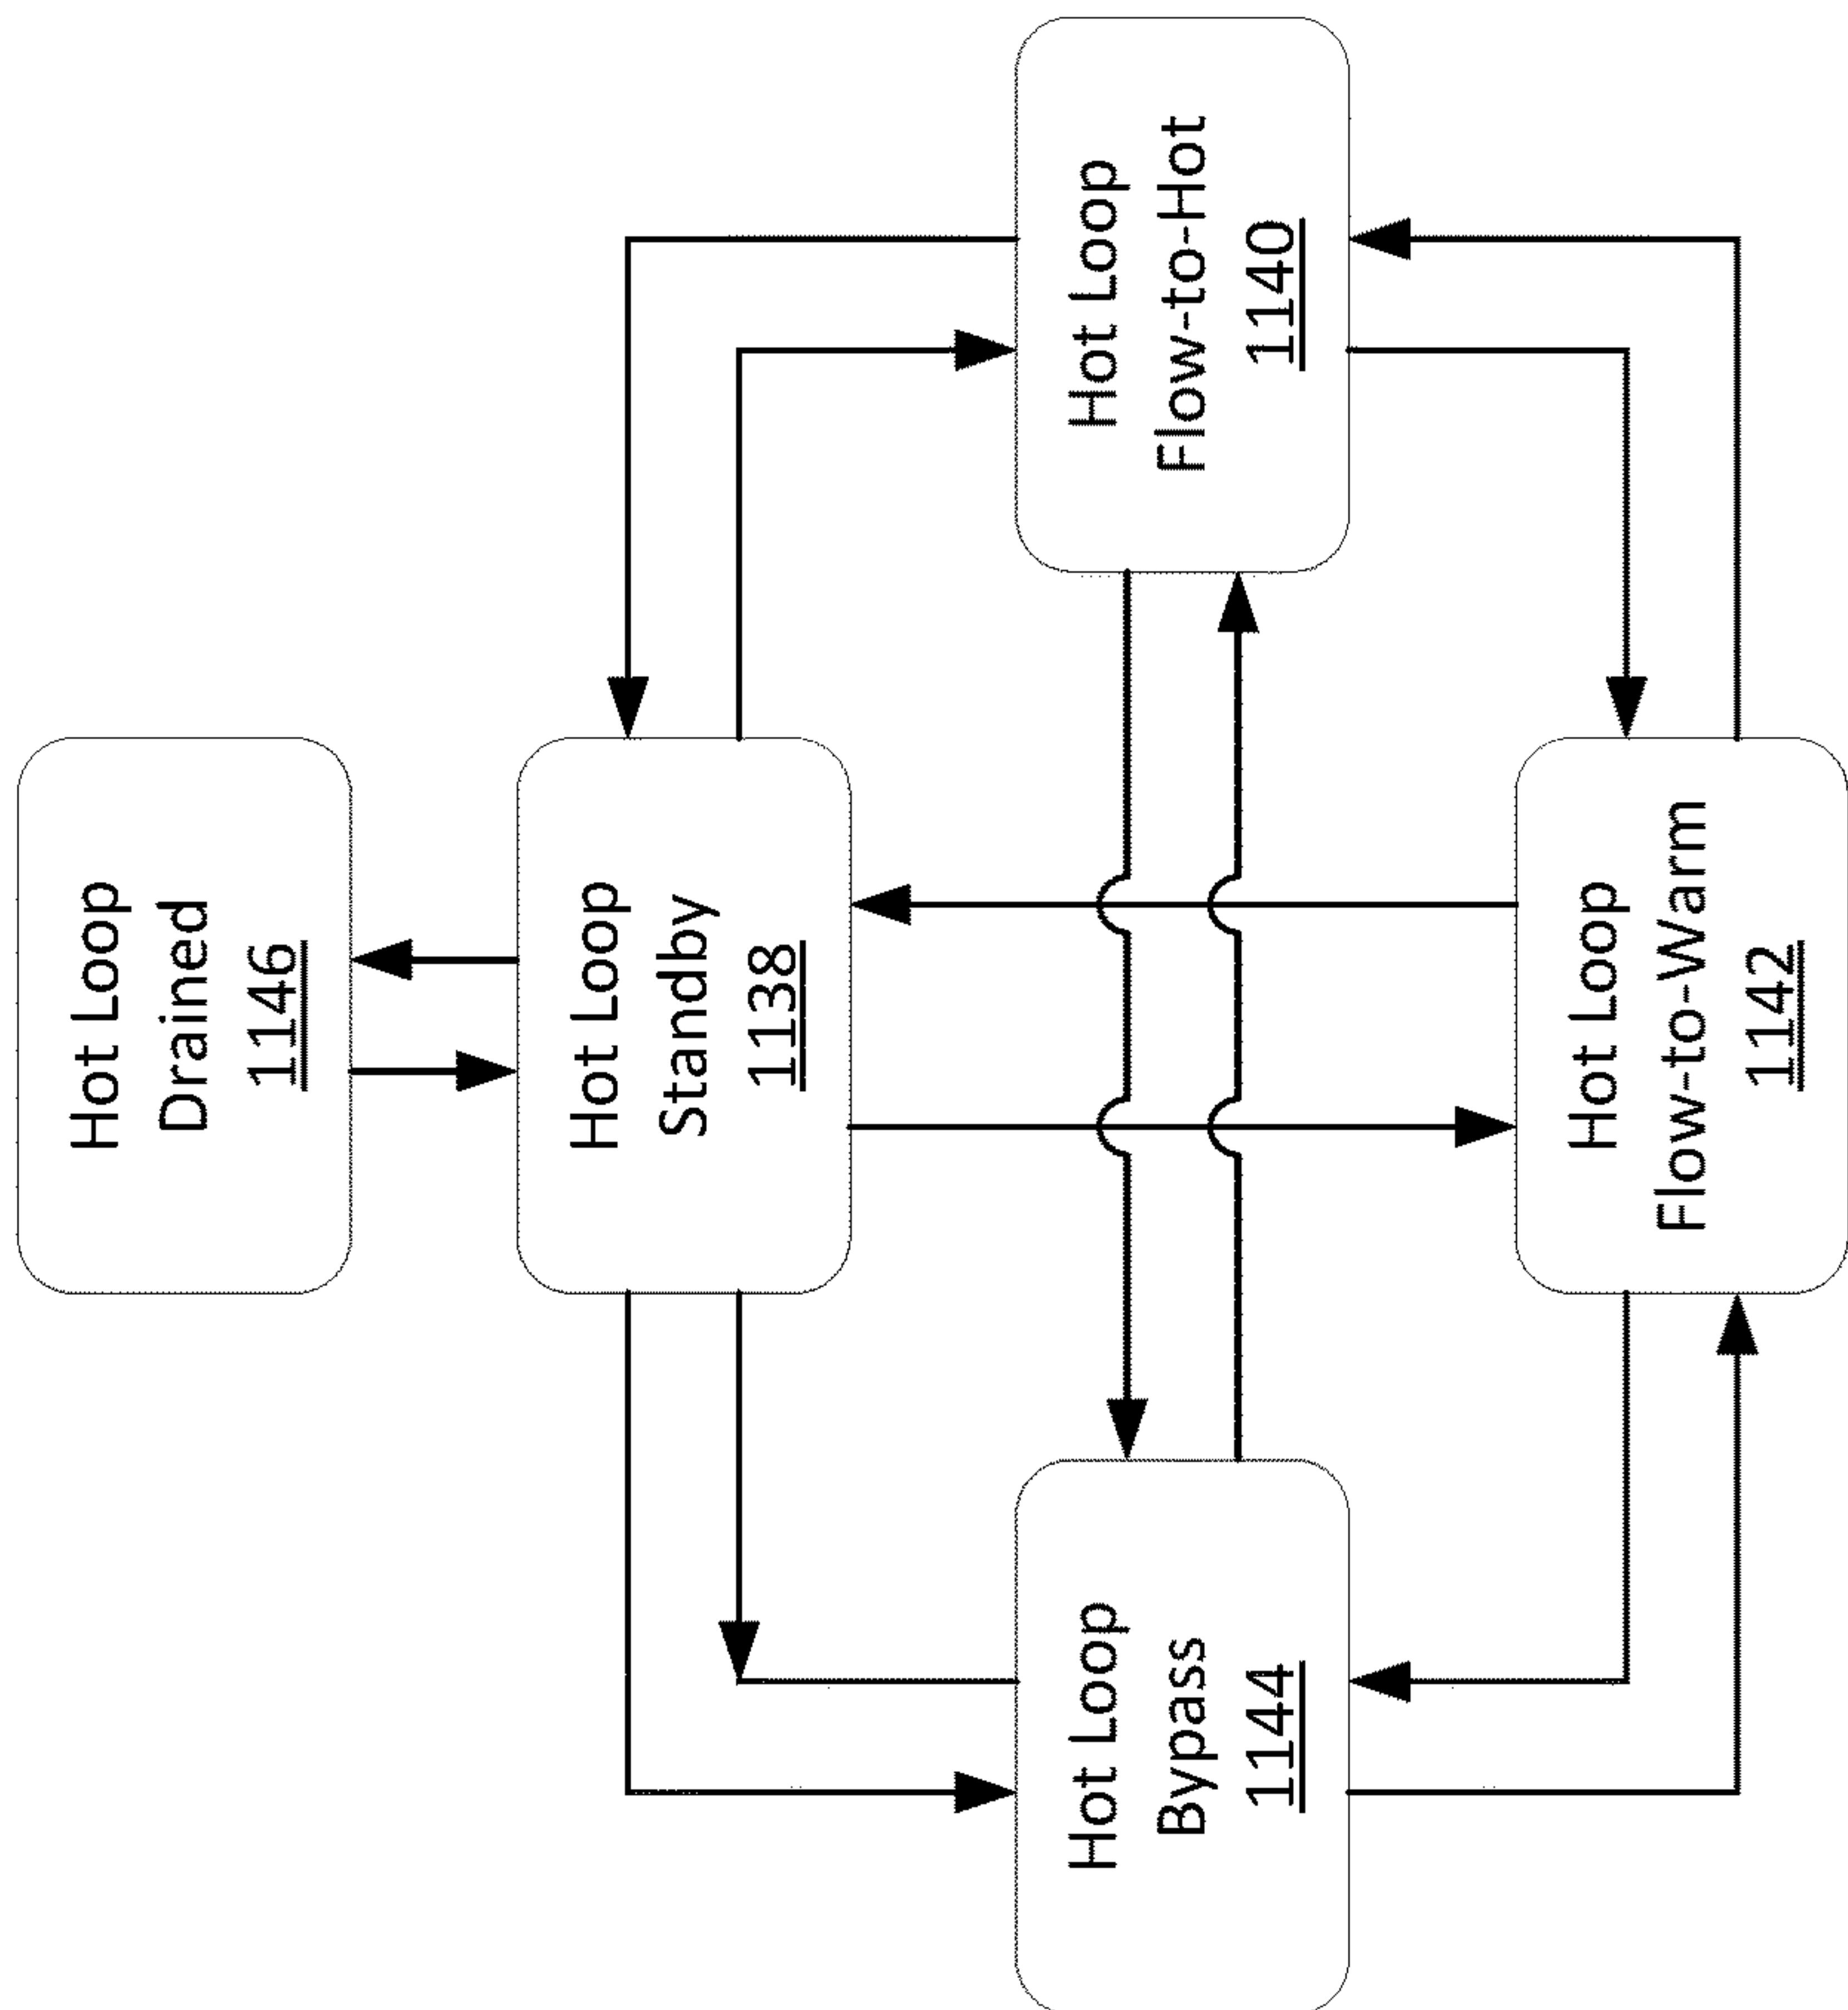 Hot Loop
Drained
1146
Hot Loop
Standby
1138
Hot Loop
Bypass
1144
Hot Loop
Flow-to-Hot
1140
Hot Loop
Flow-to-Warm
1142